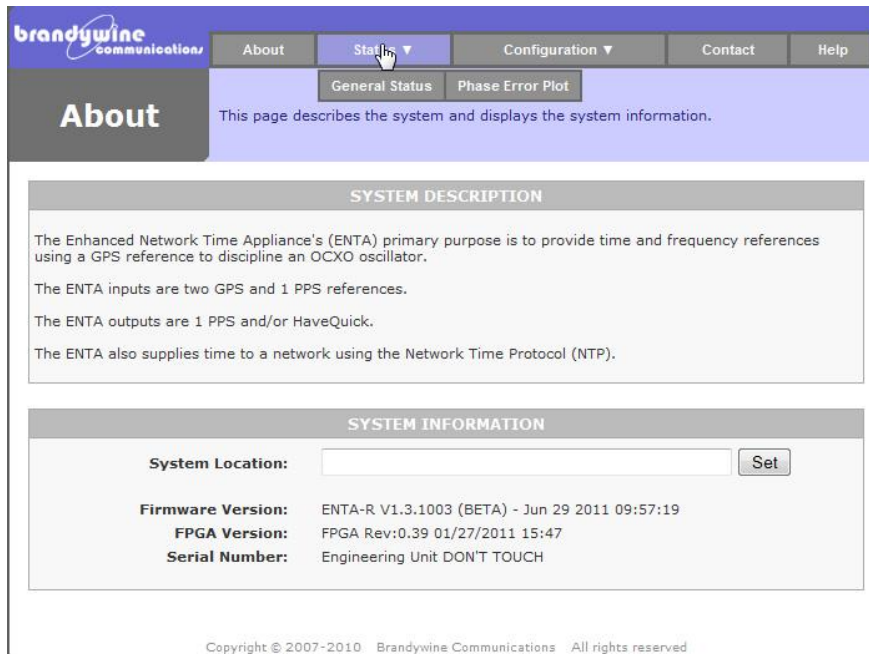 brandywine
communications
About Status ▼ Configuration ▼ Contact Help
General Status Phase Error Plot
About
This page describes the system and displays the system information.
SYSTEM DESCRIPTION
The Enhanced Network Time Appliance's (ENTA) primary purpose is to provide time and frequency references
using a GPS reference to discipline an OCXO oscillator.
The ENTA inputs are two GPS and 1 PPS references.
The ENTA outputs are 1 PPS and/or HaveQuick.
The ENTA also supplies time to a network using the Network Time Protocol (NTP).
SYSTEM INFORMATION
System Location: Set
Firmware Version: ENTA-R V1.3.1003 (BETA) - Jun 29 2011 09:57:19
FPGA Version: FPGA Rev:0.39 01/27/2011 15:47
Serial Number: Engineering Unit DON'T TOUCH
Copyright © 2007-2010 Brandywine Communications All rights reserved